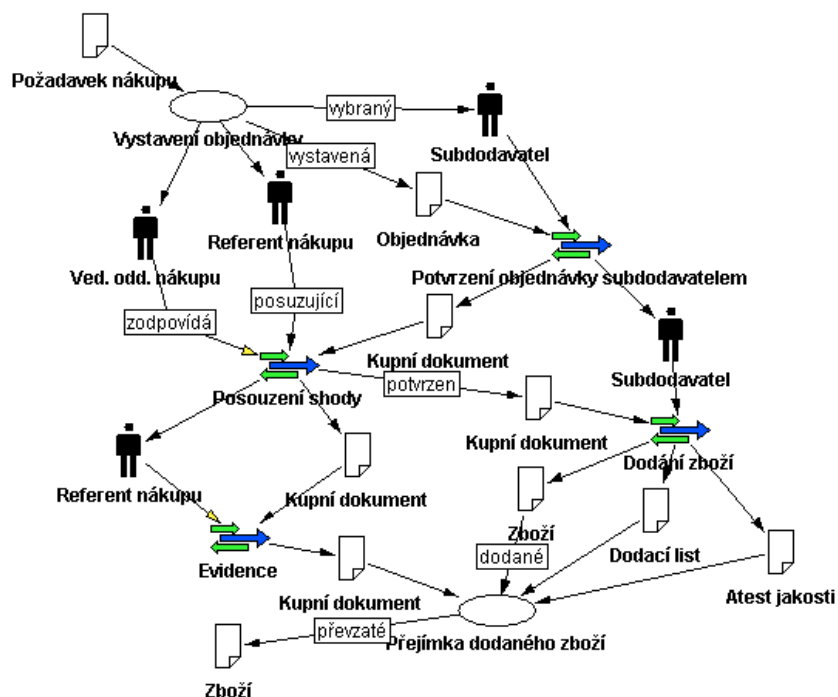 Požadavek nákupu
vybraný
Vystavení objednávky
vystavená
Subdodavatel
Referent nákupu
Objednávka
Ved. odd. nákupu
Potvrzení objednávky subdodavatelem
posuzující
zodpovídá
Kupní dokument
Subdodavatel
Posouzení shody
potvrzen
Kupní dokument
Dodání zboží
Referent nákupu
Kupní dokument
Zboží
dodané
Dodací list
Evidence
Kupní dokument
Atest jakosti
převzaté
Přejímka dodaného zboží
Zboží